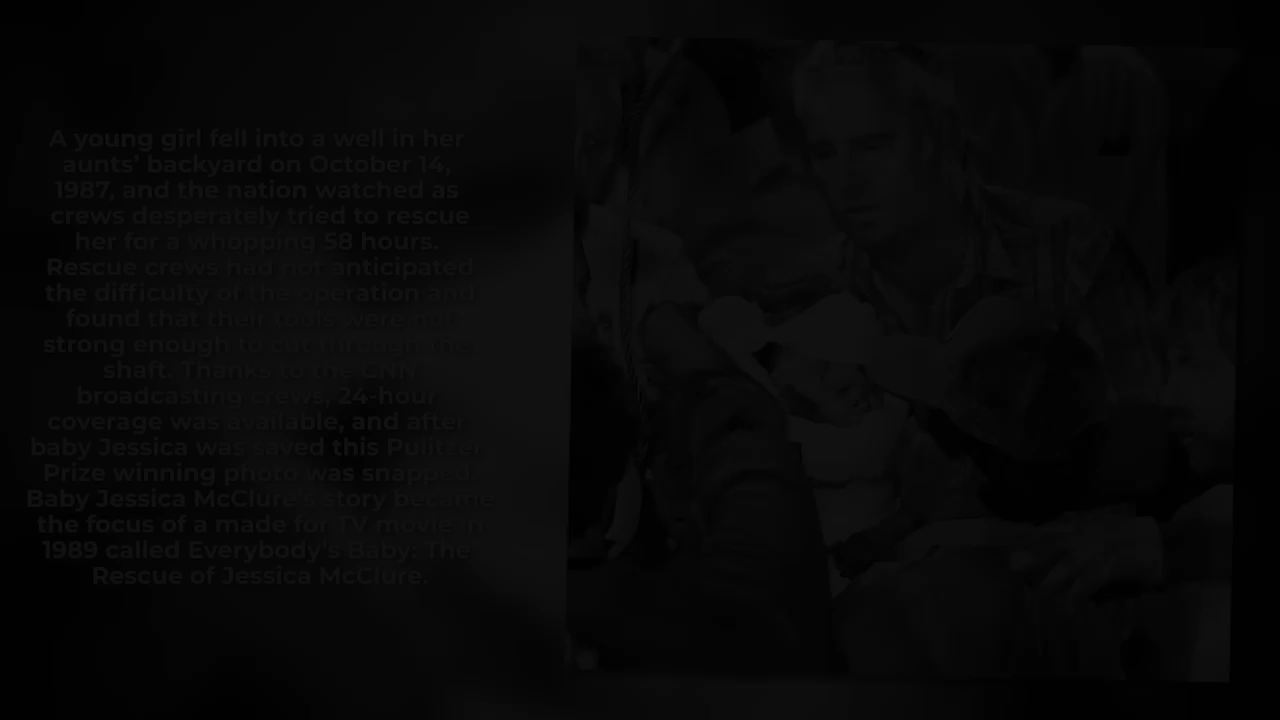 A young girl fell into a well in her
aunts' backyard on October 14,
1987, and the nation watched as
crews desperately tried to rescue
her for a whopping 58 hours.
Rescue crews had not anticipated
the difficulty of the operation and
found that their tools were not
strong enough to cut through the
shaft. Thanks to the CNN
broadcasting crews, 24-hour
coverage was available, and after
baby Jessica was saved this Pulitzer
Prize winning photo was snapped.
Baby Jessica McClure's story became
the focus of a made for TV movie in
1989 called Everybody's Baby: The
Rescue of Jessica McClure.